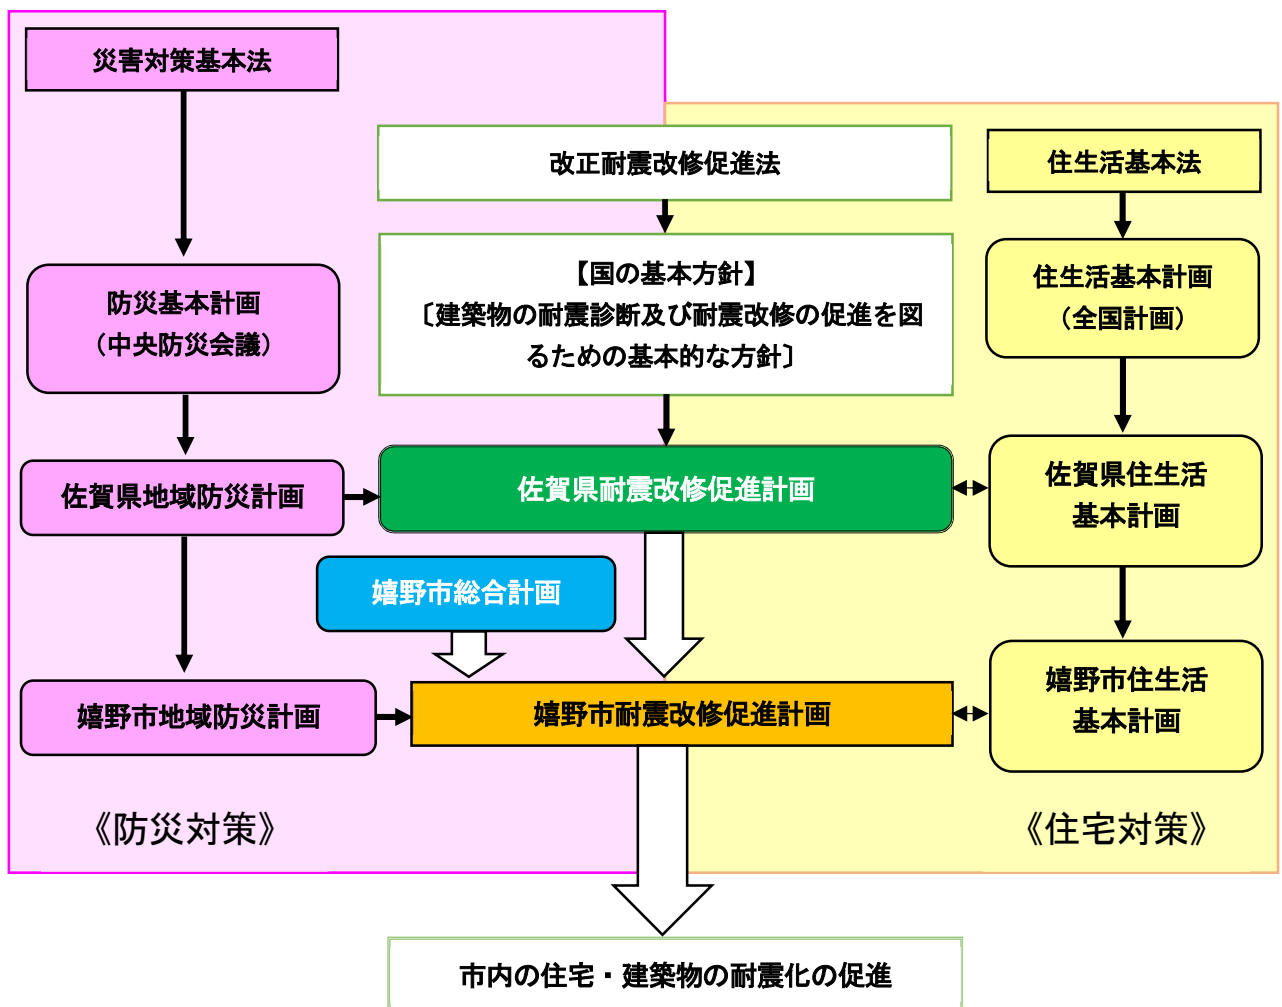 災害対策基本法
改正耐震改修促進法
住生活基本法
【国の基本方針】
〔建築物の耐震診断及び耐震改修の促進を図
るための基本的な方針〕
住生活基本計画
（全国計画）
防災基本計画
（中央防災会議）
佐賀県地域防災計画
佐賀県耐震改修促進計画
佐賀県住生活
基本計画
嬉野市総合計画
嬉野市地域防災計画
嬉野市耐震改修促進計画
嬉野市住生活
基本計画
《防災対策》
《住宅対策》
市内の住宅・建築物の耐震化の促進